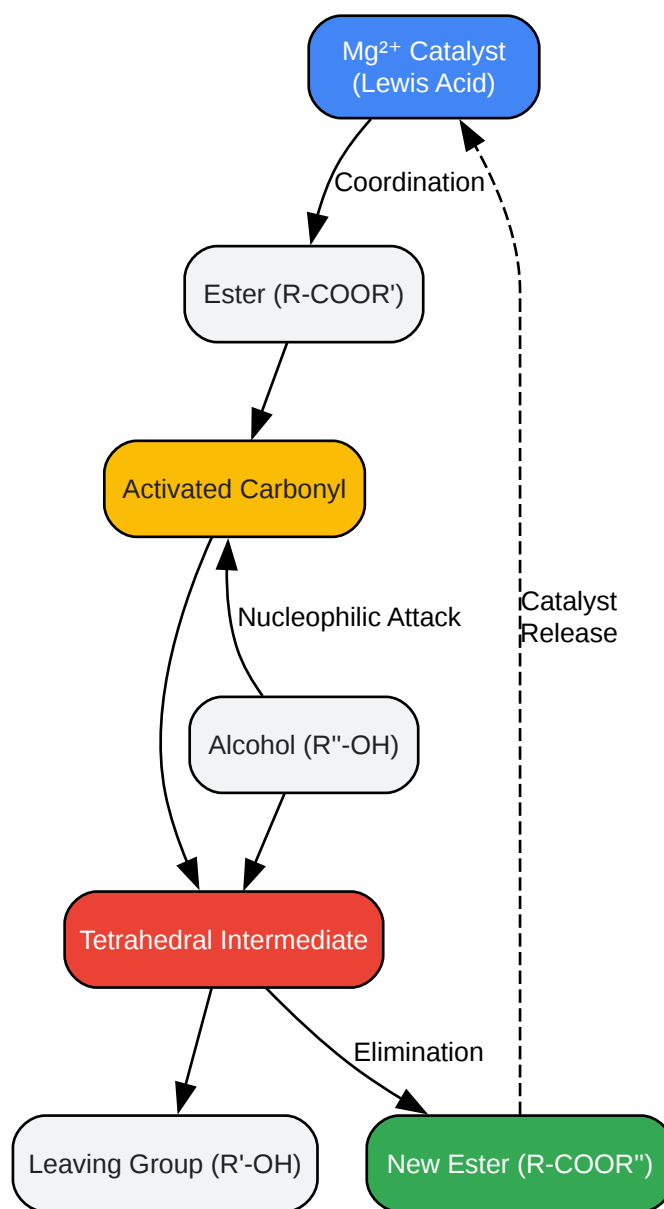 Mg²⁺ Catalyst
(Lewis Acid)
Coordination
Ester (R-COOR')
Activated Carbonyl
Nucleophilic Attack
Catalyst
Release
Alcohol (R''-OH)
Tetrahedral Intermediate
Elimination
Leaving Group (R'-OH)
New Ester (R-COOR'')